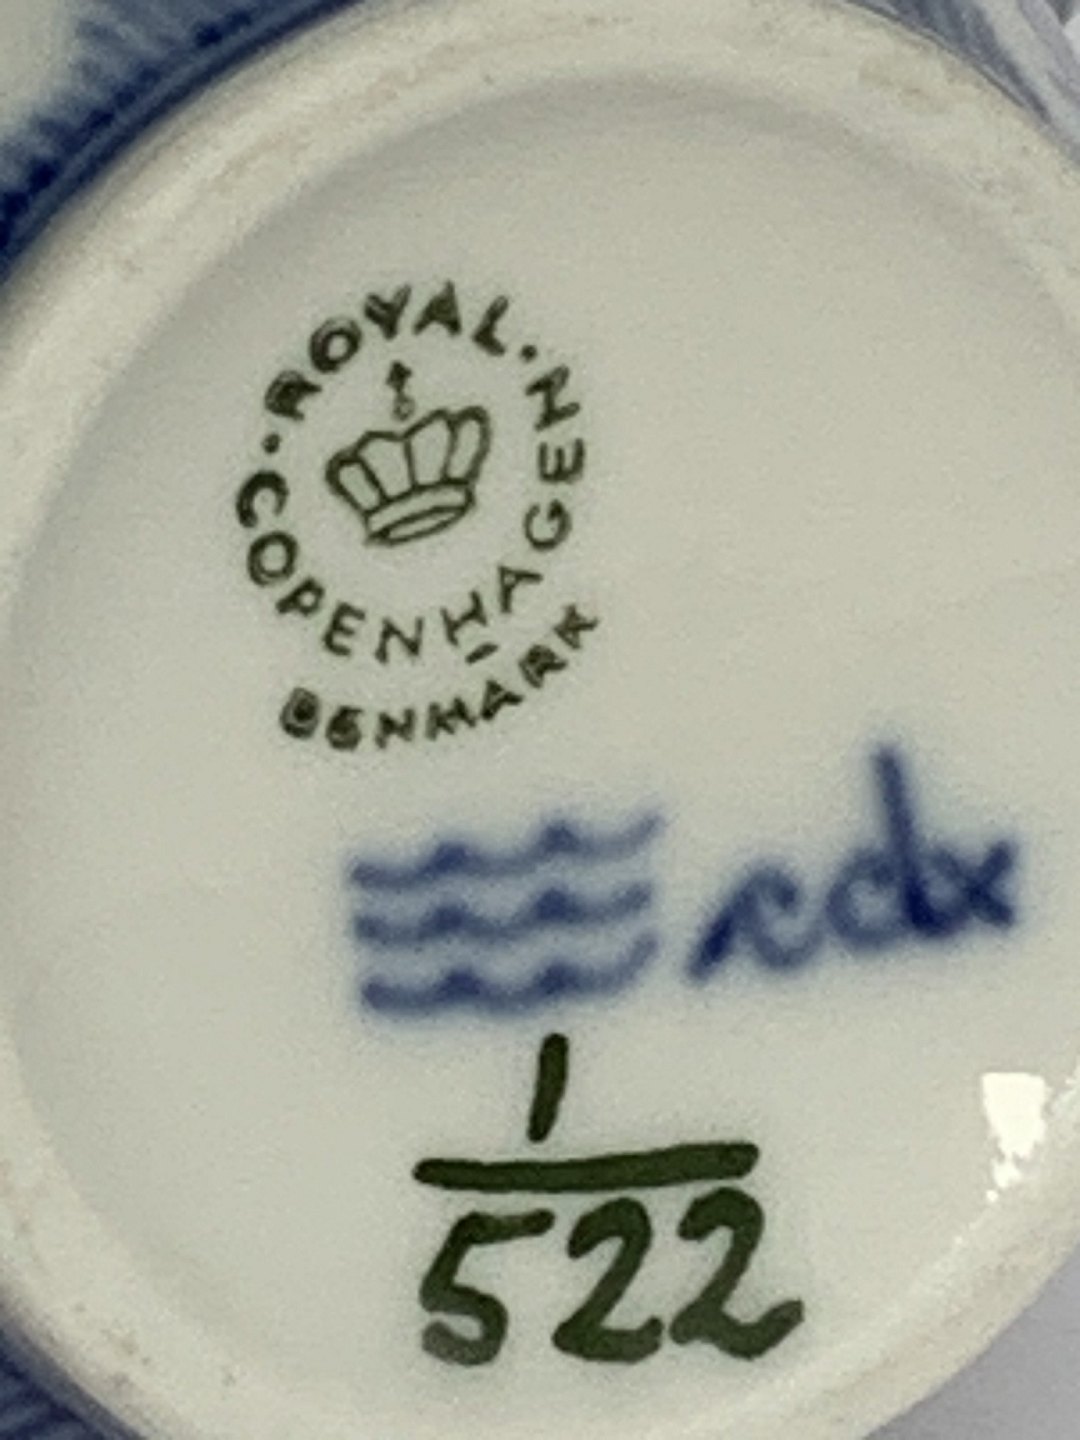 · ROYAL ·
COPENHAGEN
DENMARK
1
522